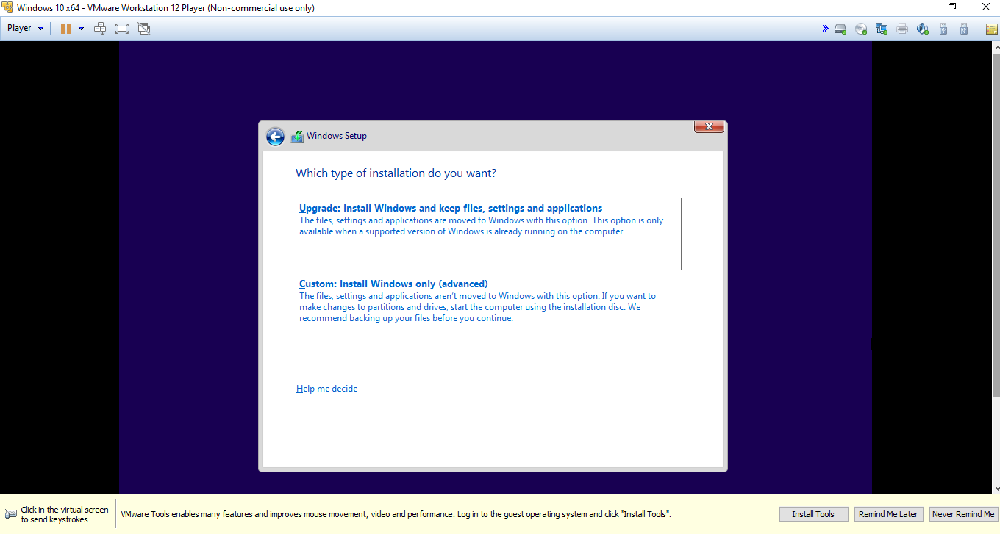 Windows 10 x64 - VMware Workstation 12 Player (Non-commercial use only)
Player
Windows Setup
Which type of installation do you want?
Upgrade: Install Windows and keep files, settings and applications
The files, settings and applications are moved to Windows with this option. This option is only
available when a supported version of Windows is already running on the computer.
Custom: Install Windows only (advanced)
The files, settings and applications aren't moved to Windows with this option. If you want to
make changes to partitions and drives, start the computer using the installation disc. We
recommend backing up your files before you continue.
Help me decide
Click in the virtual screen
to send keystrokes
VMware Tools enables many features and improves mouse movement, video and performance. Log in to the guest operating system and click "Install Tools".
Install Tools
Remind Me Later
Never Remind Me